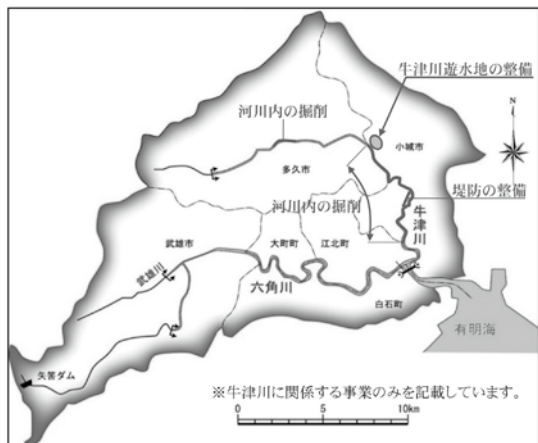 牛津川遊水地の整備
河川内の掘削
N
小城市
多久市
堤防の整備
河川内の掘削
牛津川
武雄市
大町町
江北町
武雄川
六角川
白石町
有明海
矢筈ダム
※牛津川に関係する事業のみを記載しています。
0 5 10km